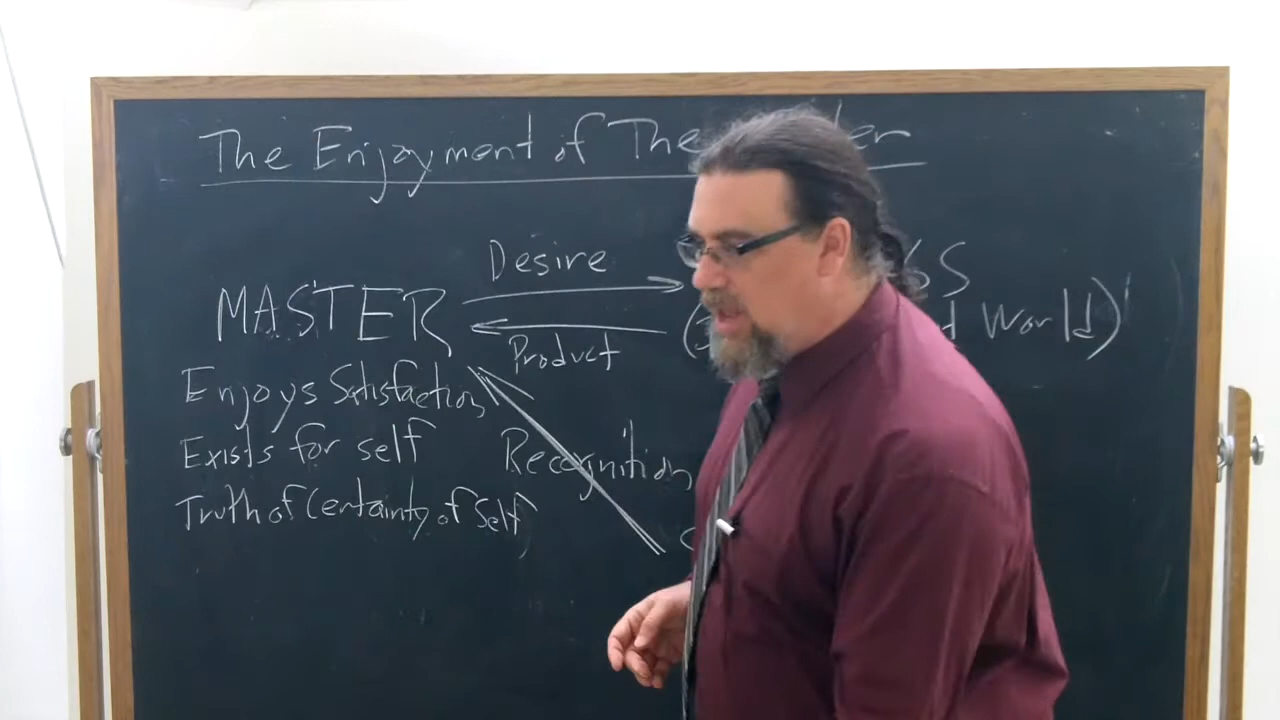 The Enjoyment of The
Desire
MASTER
Product
World)
Enjoys Satisfaction
Exists for self
Recognition
Truth of Certainty of Self